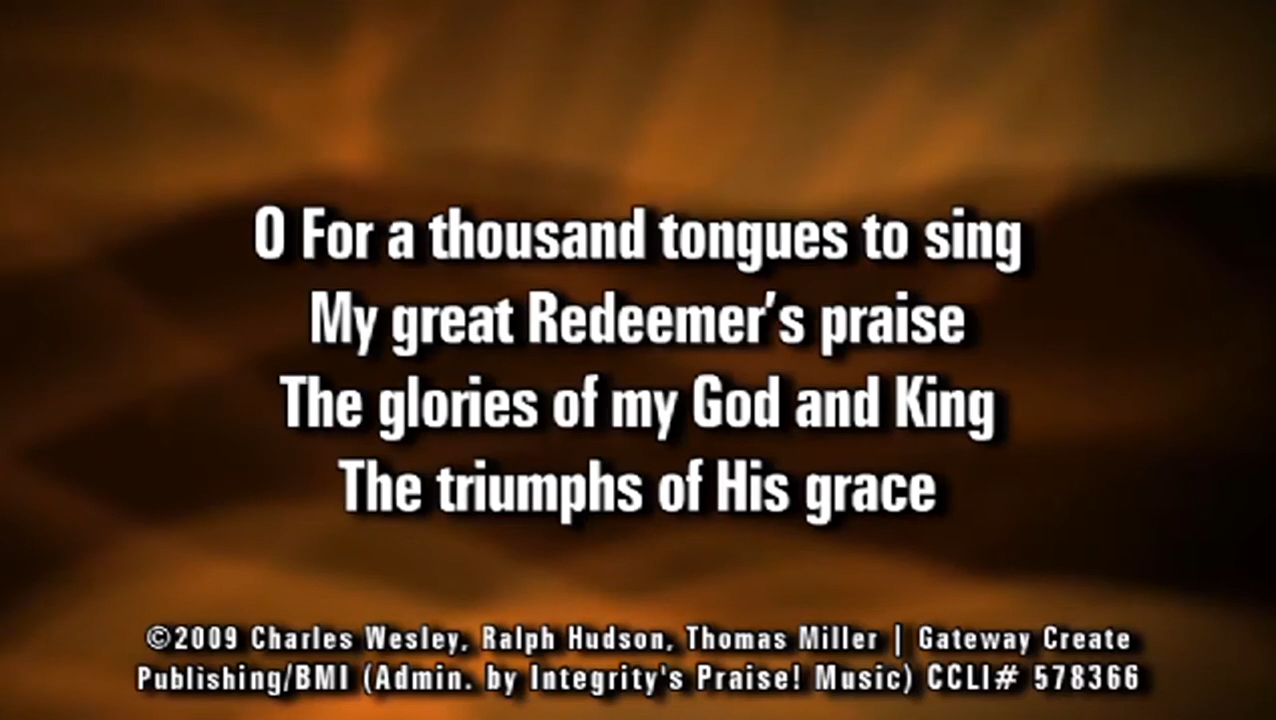 O For a thousand tongues to sing
My great Redeemer's praise
The glories of my God and King
The triumphs of His grace
©2009 Charles Wesley, Ralph Hudson, Thomas Miller | Gateway Create
Publishing/BMI (Admin. by Integrity's Praise! Music) CCLI# 578366